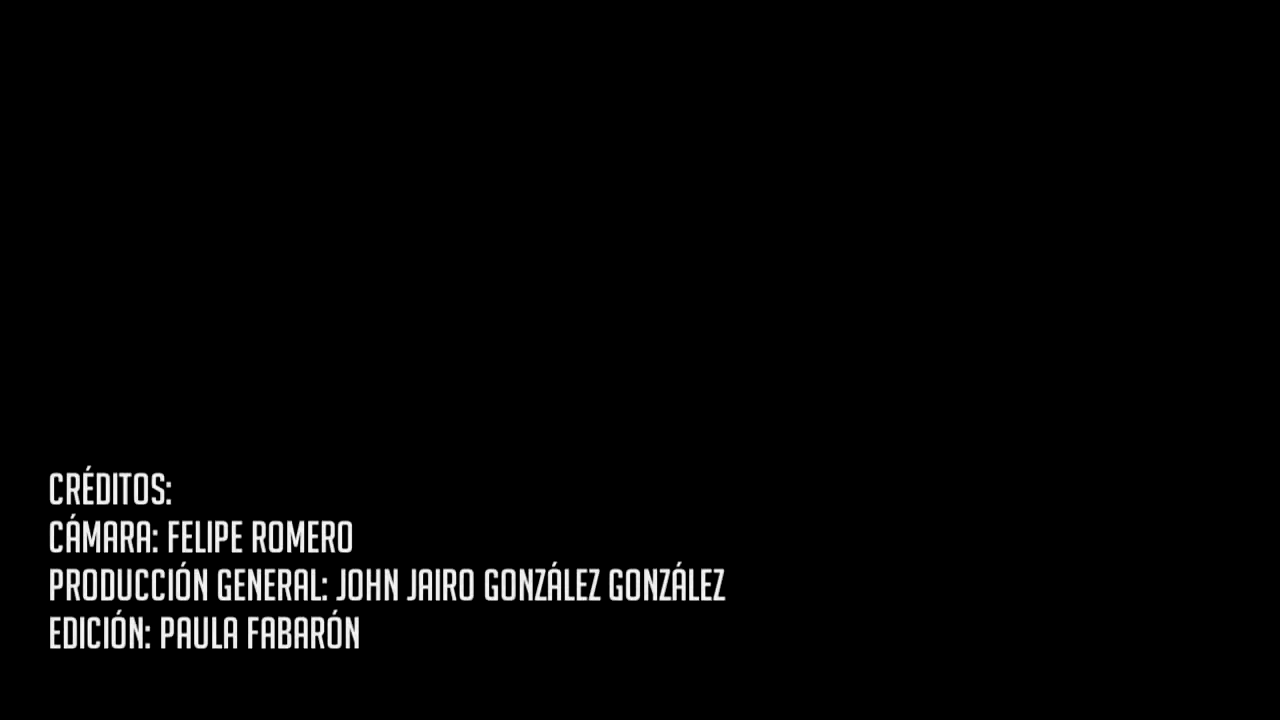 CRÉDITOS:
CÁMARA: FELIPE ROMERO
PRODUCCIÓN GENERAL: JOHN JAIRO GONZÁLEZ GONZÁLEZ
EDICIÓN: PAULA FABARÓN